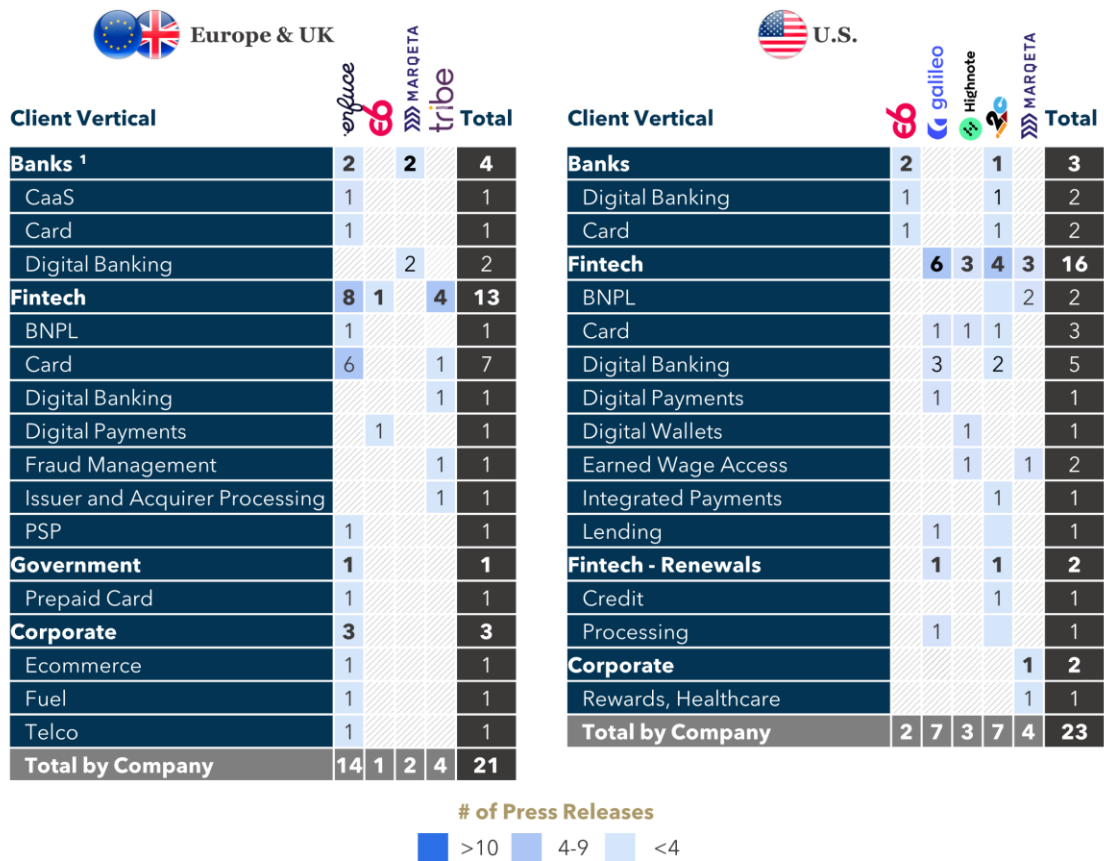 Europe & UK
Client Vertical enfuce e6 MARQETA tribe Total
Banks ¹ 2 2 4
CaaS 1 1
Card 1 1
Digital Banking 2 2
Fintech 8 1 4 13
BNPL 1 1
Card 6 1 7
Digital Banking 1 1
Digital Payments 1 1
Fraud Management 1 1
Issuer and Acquirer Processing 1 1
PSP 1 1
Government 1 1
Prepaid Card 1 1
Corporate 3 3
Ecommerce 1 1
Fuel 1 1
Telco 1 1
Total by Company 14 1 2 4 21
U.S.
Client Vertical e6 galileo Highnote i2c MARQETA Total
Banks 2 1 3
Digital Banking 1 1 2
Card 1 1 2
Fintech 6 3 4 3 16
BNPL 2 2
Card 1 1 1 3
Digital Banking 3 2 5
Digital Payments 1 1
Digital Wallets 1 1
Earned Wage Access 1 1 2
Integrated Payments 1 1
Lending 1 1
Fintech - Renewals 1 1 2
Credit 1 1
Processing 1 1
Corporate 1 2
Rewards, Healthcare 1 1
Total by Company 2 7 3 7 4 23
# of Press Releases
>10 4-9 <4